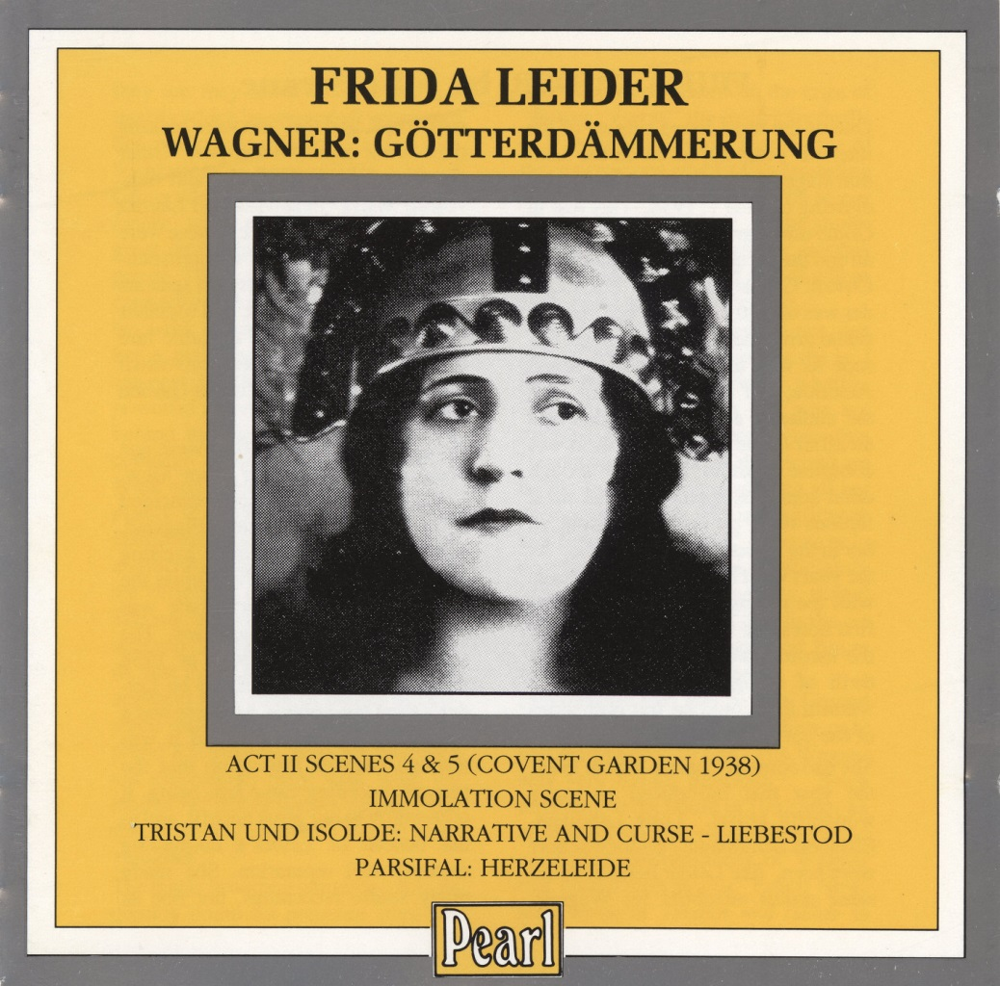 FRIDA LEIDER
WAGNER: GÖTTERDÄMMERUNG
ACT II SCENES 4 & 5 (COVENT GARDEN 1938)
IMMOLATION SCENE
TRISTAN UND ISOLDE: NARRATIVE AND CURSE - LIEBESTOD
PARSIFAL: HERZELEIDE
Pearl